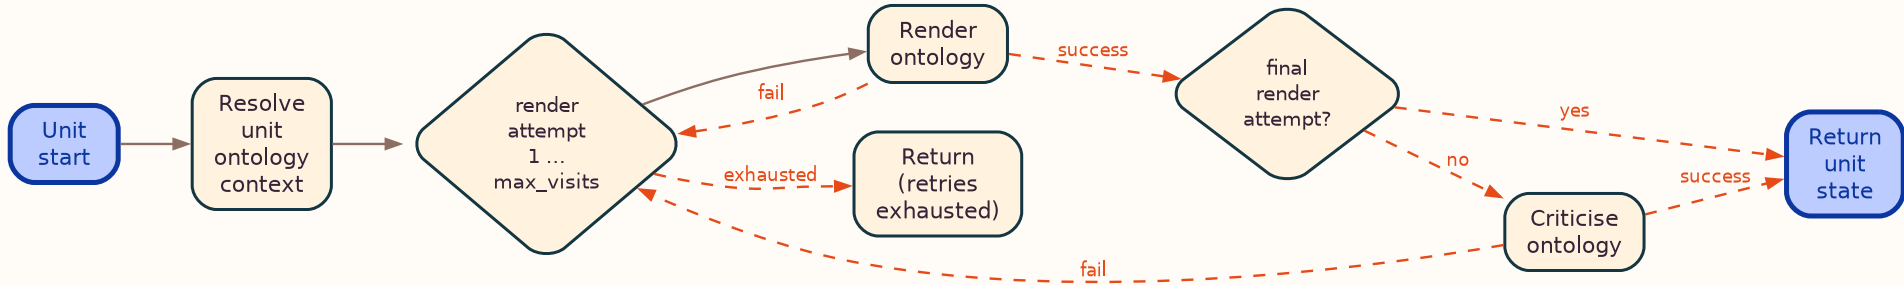 Unit
start
Resolve
unit
ontology
context
render
attempt
1 ...
max_visits
Render
ontology
fail
success
exhausted
Return
(retries
exhausted)
final
render
attempt?
yes
no
Criticise
ontology
success
fail
Return
unit
state